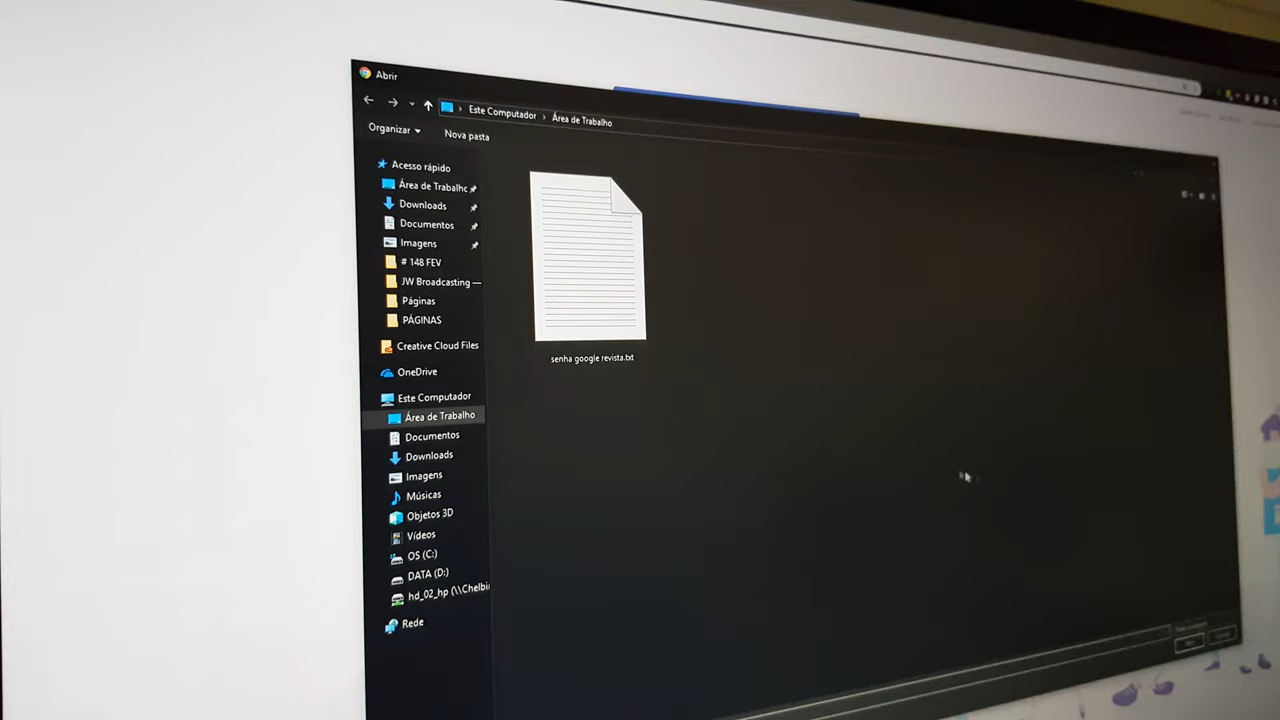 Abrir
Este Computador › Área de Trabalho
Organizar
Nova pasta
Acesso rápido
Área de Trabalhc
Downloads
Documentos
Imagens
# 148 FEV
JW Broadcasting —
Páginas
PÁGINAS
Creative Cloud Files
OneDrive
Este Computador
Área de Trabalho
Documentos
Downloads
Imagens
Músicas
Objetos 3D
Vídeos
OS (C:)
DATA (D:)
hd_02_hp (\\Chelbin
Rede
senha google revista.txt